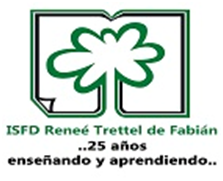 ISFD Reneé Trettel de Fabián
..25 años
enseñando y aprendiendo..